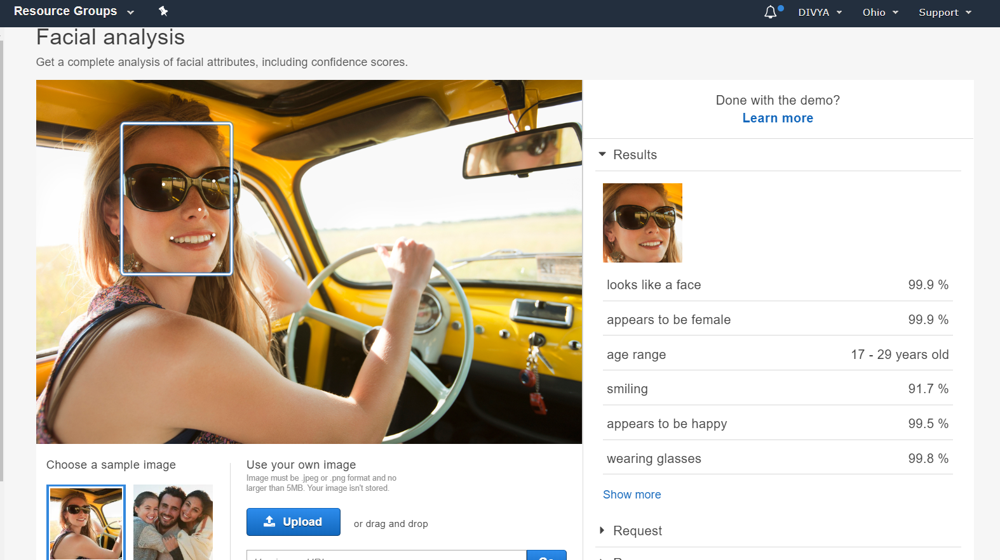 Resource Groups
DIVYA
Ohio
Support
Facial analysis
Get a complete analysis of facial attributes, including confidence scores.
Done with the demo?
Learn more
Results
looks like a face 99.9 %
appears to be female 99.9 %
age range 17 - 29 years old
smiling 91.7 %
appears to be happy 99.5 %
wearing glasses 99.8 %
Show more
Request
Choose a sample image
Use your own image
Image must be .jpeg or .png format and no
larger than 5MB. Your image isn't stored.
Upload
or drag and drop
Go